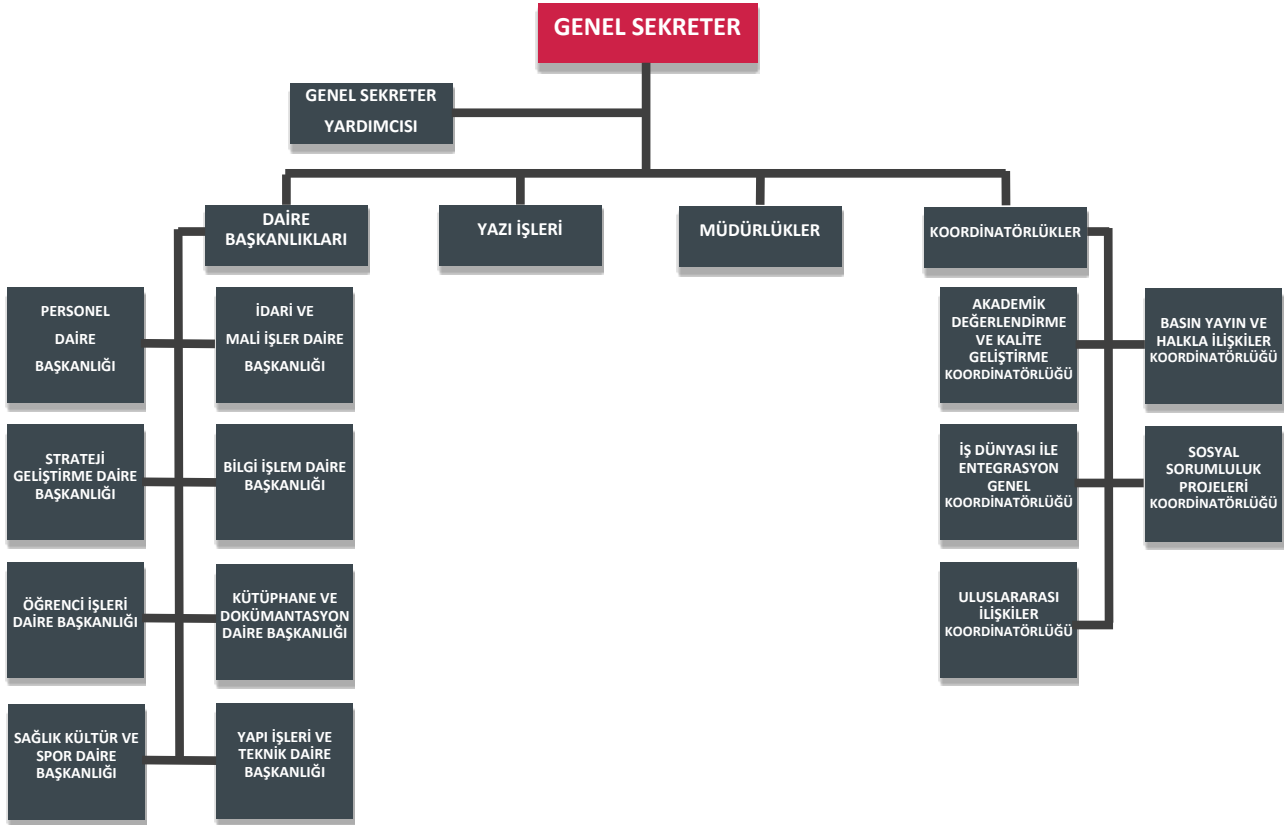 GENEL SEKRETER
GENEL SEKRETER
YARDIMCISI
DAİRE
BAŞKANLIKLARI
YAZI İŞLERİ
MÜDÜRLÜKLER
KOORDİNATÖRLÜKLER
PERSONEL
DAİRE
BAŞKANLIĞI
İDARİ VE
MALİ İŞLER DAİRE
BAŞKANLIĞI
AKADEMİK
DEĞERLENDİRME
VE KALİTE
GELİŞTİRME
KOORDİNATÖRLÜĞÜ
BASIN YAYIN VE
HALKLA İLİŞKİLER
KOORDİNATÖRLÜĞÜ
STRATEJİ
GELİŞTİRME DAİRE
BAŞKANLIĞI
BİLGİ İŞLEM DAİRE
BAŞKANLIĞI
İŞ DÜNYASI İLE
ENTEGRASYON
GENEL
KOORDİNATÖRLÜĞÜ
SOSYAL
SORUMLULUK
PROJELERİ
KOORDİNATÖRLÜĞÜ
ÖĞRENCİ İŞLERİ
DAİRE BAŞKANLIĞI
KÜTÜPHANE VE
DOKÜMANTASYON
DAİRE BAŞKANLIĞI
ULUSLARARASI
İLİŞKİLER
KOORDİNATÖRLÜĞÜ
SAĞLIK KÜLTÜR VE
SPOR DAİRE
BAŞKANLIĞI
YAPI İŞLERİ VE
TEKNİK DAİRE
BAŞKANLIĞI